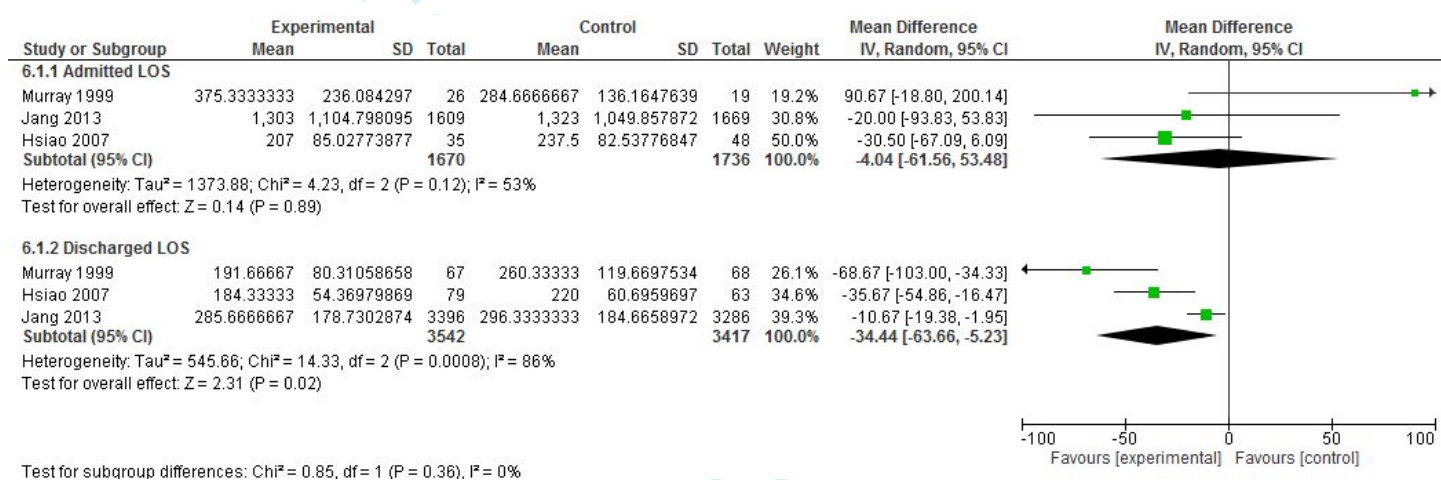 Experimental Control Mean Difference Mean Difference
Study or Subgroup Mean SD Total Mean SD Total Weight IV, Random, 95% CI IV, Random, 95% CI
6.1.1 Admitted LOS
Murray 1999 375.3333333 236.084297 26 284.6666667 136.1647639 19 19.2% 90.67 [-18.80, 200.14]
Jang 2013 1,303 1,104.798095 1609 1,323 1,049.857872 1669 30.8% -20.00 [-93.83, 53.83]
Hsiao 2007 207 85.02773877 35 237.5 82.53776847 48 50.0% -30.50 [-67.09, 6.09]
Subtotal (95% CI) 1670 1736 100.0% -4.04 [-61.56, 53.48]
Heterogeneity: Tau² = 1373.88; Chi² = 4.23, df = 2 (P = 0.12); I² = 53%
Test for overall effect: Z = 0.14 (P = 0.89)
6.1.2 Discharged LOS
Murray 1999 191.66667 80.31058658 67 260.33333 119.6697534 68 26.1% -68.67 [-103.00, -34.33]
Hsiao 2007 184.33333 54.36979869 79 220 60.6959697 63 34.6% -35.67 [-54.86, -16.47]
Jang 2013 285.6666667 178.7302874 3396 296.3333333 184.6658972 3286 39.3% -10.67 [-19.38, -1.95]
Subtotal (95% CI) 3542 3417 100.0% -34.44 [-63.66, -5.23]
Heterogeneity: Tau² = 545.66; Chi² = 14.33, df = 2 (P = 0.0008); I² = 86%
Test for overall effect: Z = 2.31 (P = 0.02)
-100 -50 0 50 100
Favours [experimental] Favours [control]
Test for subgroup differences: Chi² = 0.85, df = 1 (P = 0.36), I² = 0%